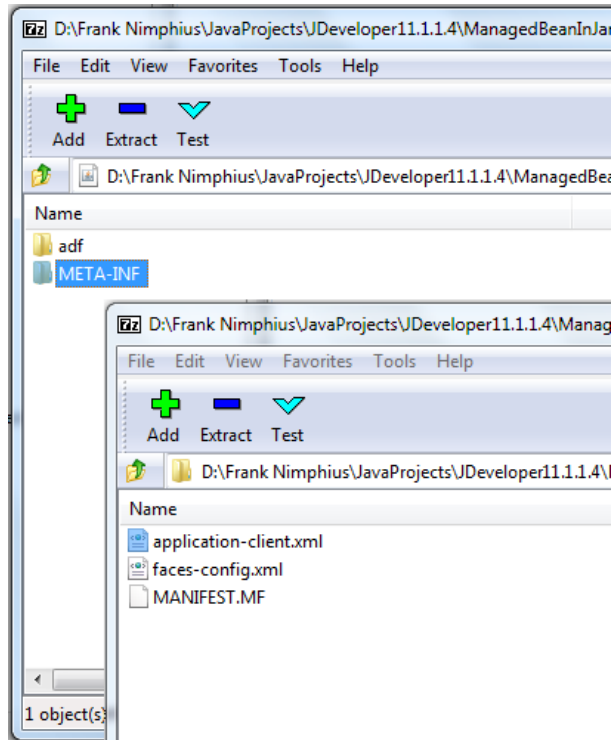 7z D:\Frank Nimphius\JavaProjects\JDeveloper11.1.1.4\ManagedBeanInJar
File Edit View Favorites Tools Help
Add Extract Test
D:\Frank Nimphius\JavaProjects\JDeveloper11.1.1.4\ManagedBea
Name
adf
META-INF
7z D:\Frank Nimphius\JavaProjects\JDeveloper11.1.1.4\Manag
File Edit View Favorites Tools Help
Add Extract Test
D:\Frank Nimphius\JavaProjects\JDeveloper11.1.1.4\
Name
application-client.xml
faces-config.xml
MANIFEST.MF
1 object(s)